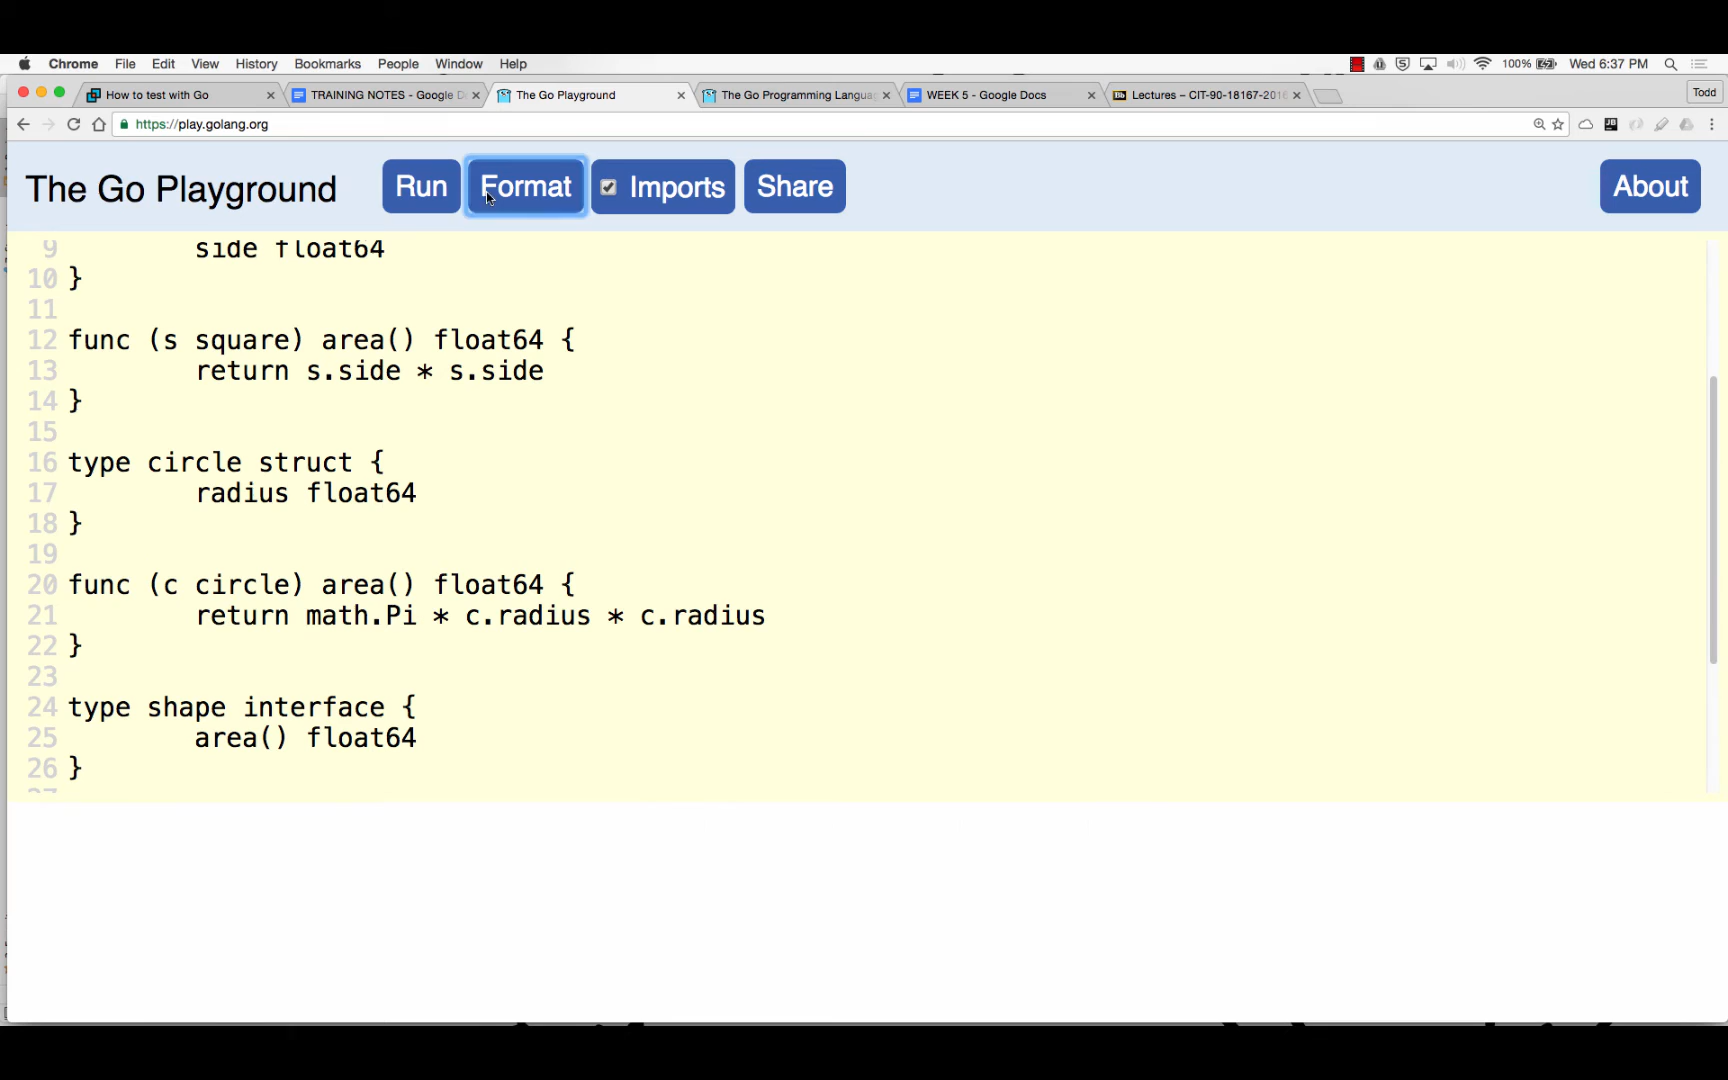 Chrome File Edit View History Bookmarks People Window Help 100% Wed 6:37 PM
How to test with Go TRAINING NOTES - Google D The Go Playground The Go Programming Langua WEEK 5 - Google Docs Lectures – CIT-90-18167-201 Todd
https://play.golang.org
The Go Playground Run Format Imports Share About
9 side float64
10 }
11
12 func (s square) area() float64 {
13 return s.side * s.side
14 }
15
16 type circle struct {
17 radius float64
18 }
19
20 func (c circle) area() float64 {
21 return math.Pi * c.radius * c.radius
22 }
23
24 type shape interface {
25 area() float64
26 }